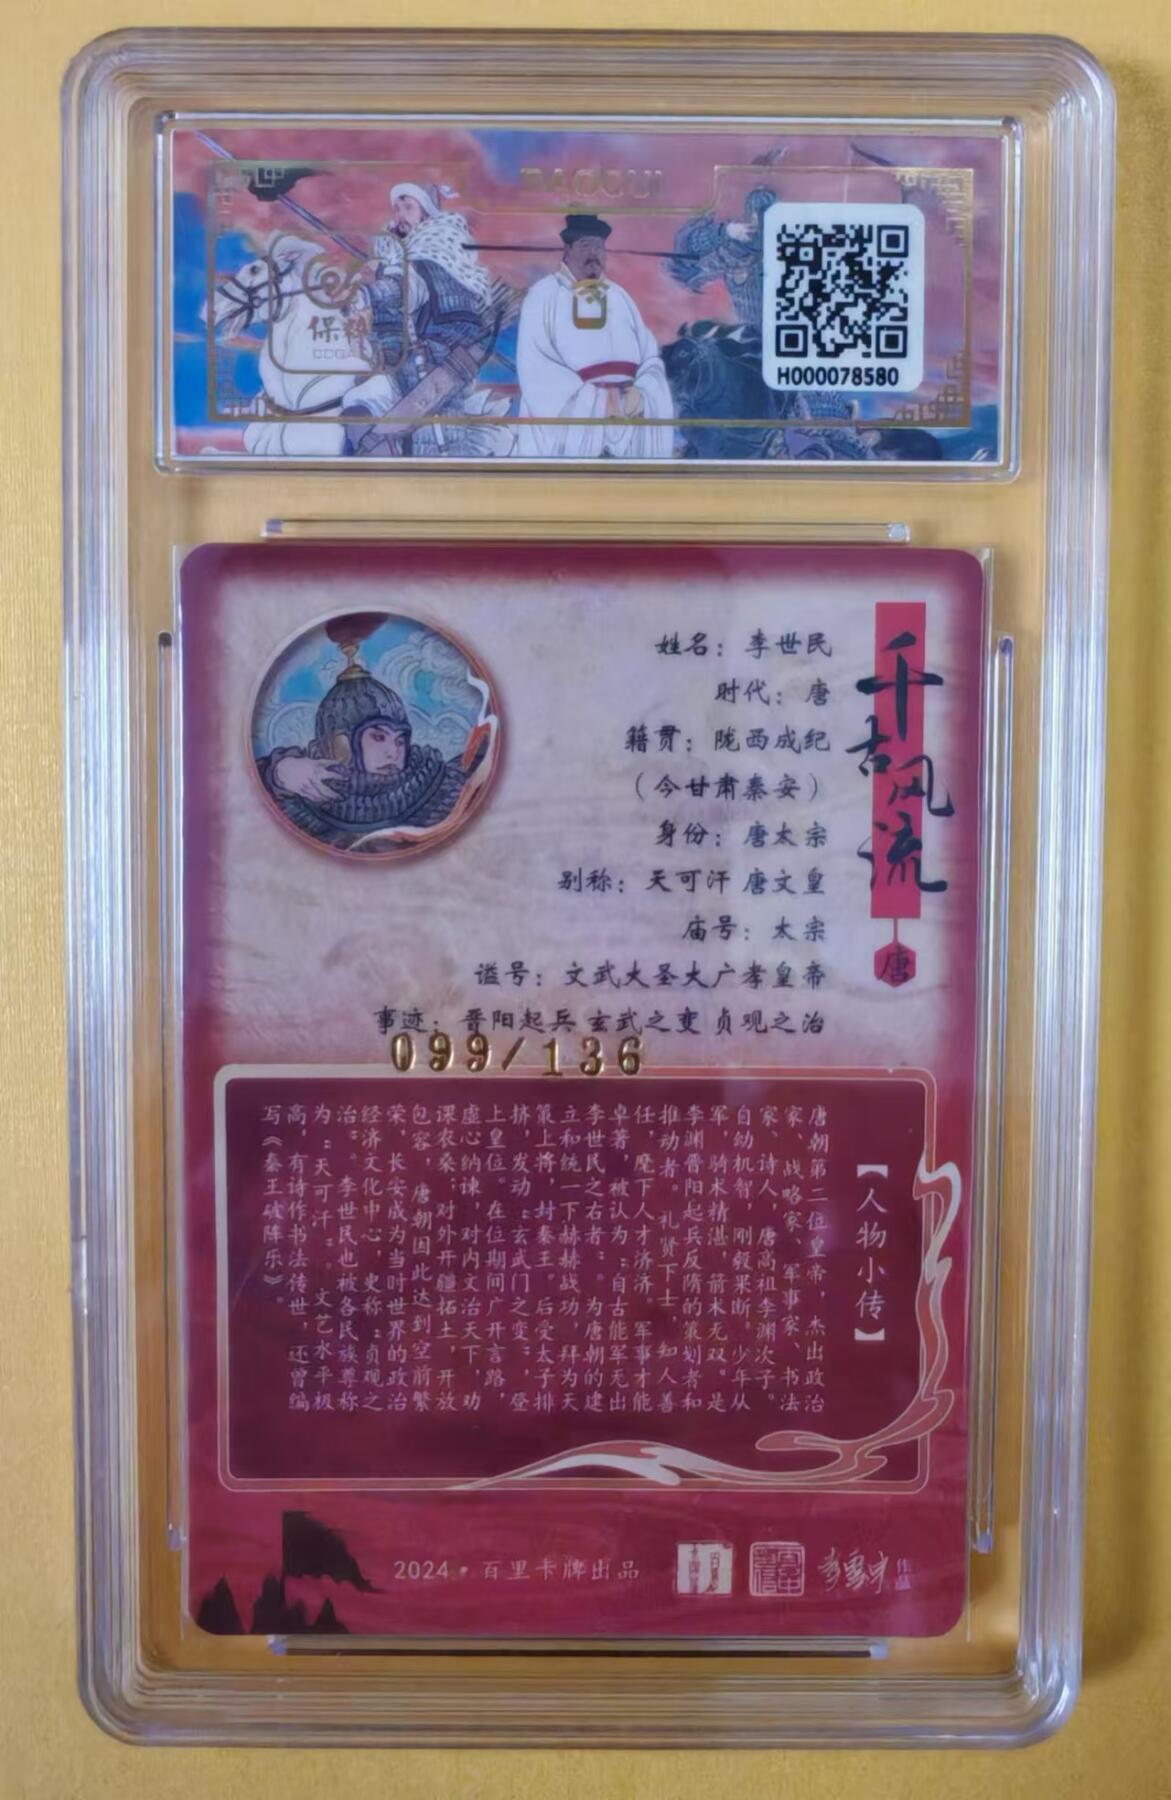 BAOCUI
保粹
H000078580
千古风流
唐
姓名：李世民
时代：唐
籍贯：陇西成纪
（今甘肃秦安）
身份：唐太宗
别称：天可汗 唐文皇
庙号：太宗
谥号：文武大圣大广孝皇帝
事迹：晋阳起兵 玄武之变 贞观之治
099/136
【人物小传】
唐朝第二位皇帝，杰出政治
家、战略家、军事家、书法
家、诗人，唐高祖李渊次子。
自幼机智，刚毅果断。少年从
军，骑术精湛，箭术无双。是
李渊晋阳起兵反隋的策划者和
推动者。礼贤下士，知人善
任，麾下人才济济，军事才能
卓著，被认为“自古能军无出
李世民之右者”。为唐朝的建
立和统一下赫赫战功，拜为天
策上将，封秦王。后受太子排
挤，发动“玄武门之变”，登
上皇位。在位期间广开言路，
虚心纳谏，对内文治天下，功
课农桑；对外开疆拓土，开放
包容，唐朝因此达到空前繁
荣，长安成为当时世界的政治
经济文化中心，史称“贞观之
治”。李世民也被各民族尊称
为“天可汗”。文艺水平极
高，有诗作书法传世，还曾编
写《秦王破阵乐》。
2024·百里卡牌出品
作品